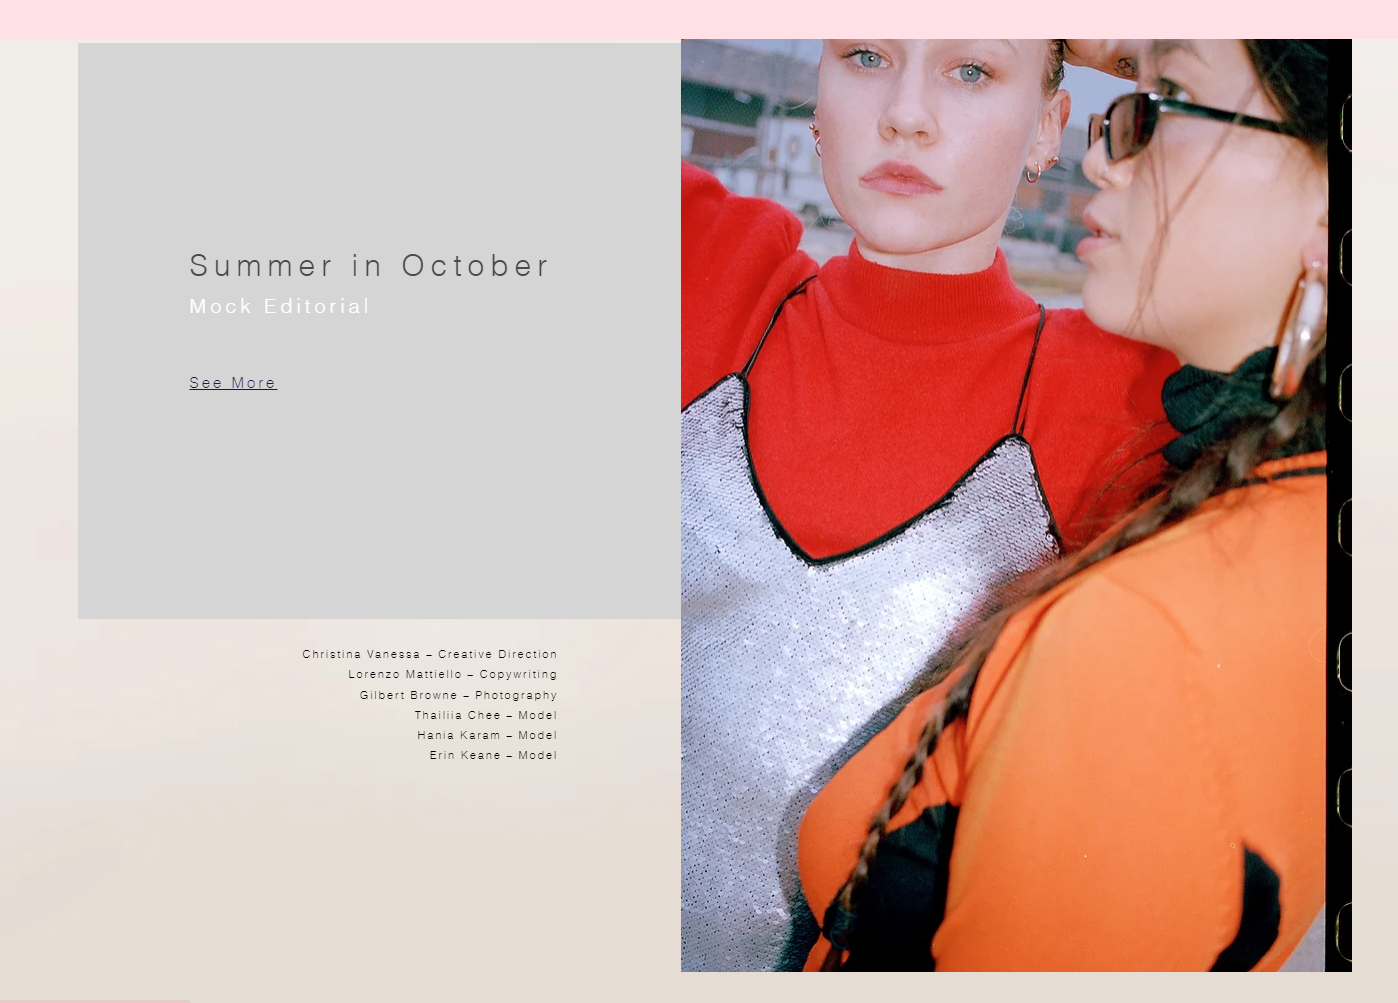 Summer in October
Mock Editorial
See More
Christina Vanessa – Creative Direction
Lorenzo Mattiello – Copywriting
Gilbert Browne – Photography
Thailiia Chee – Model
Hania Karam – Model
Erin Keane – Model